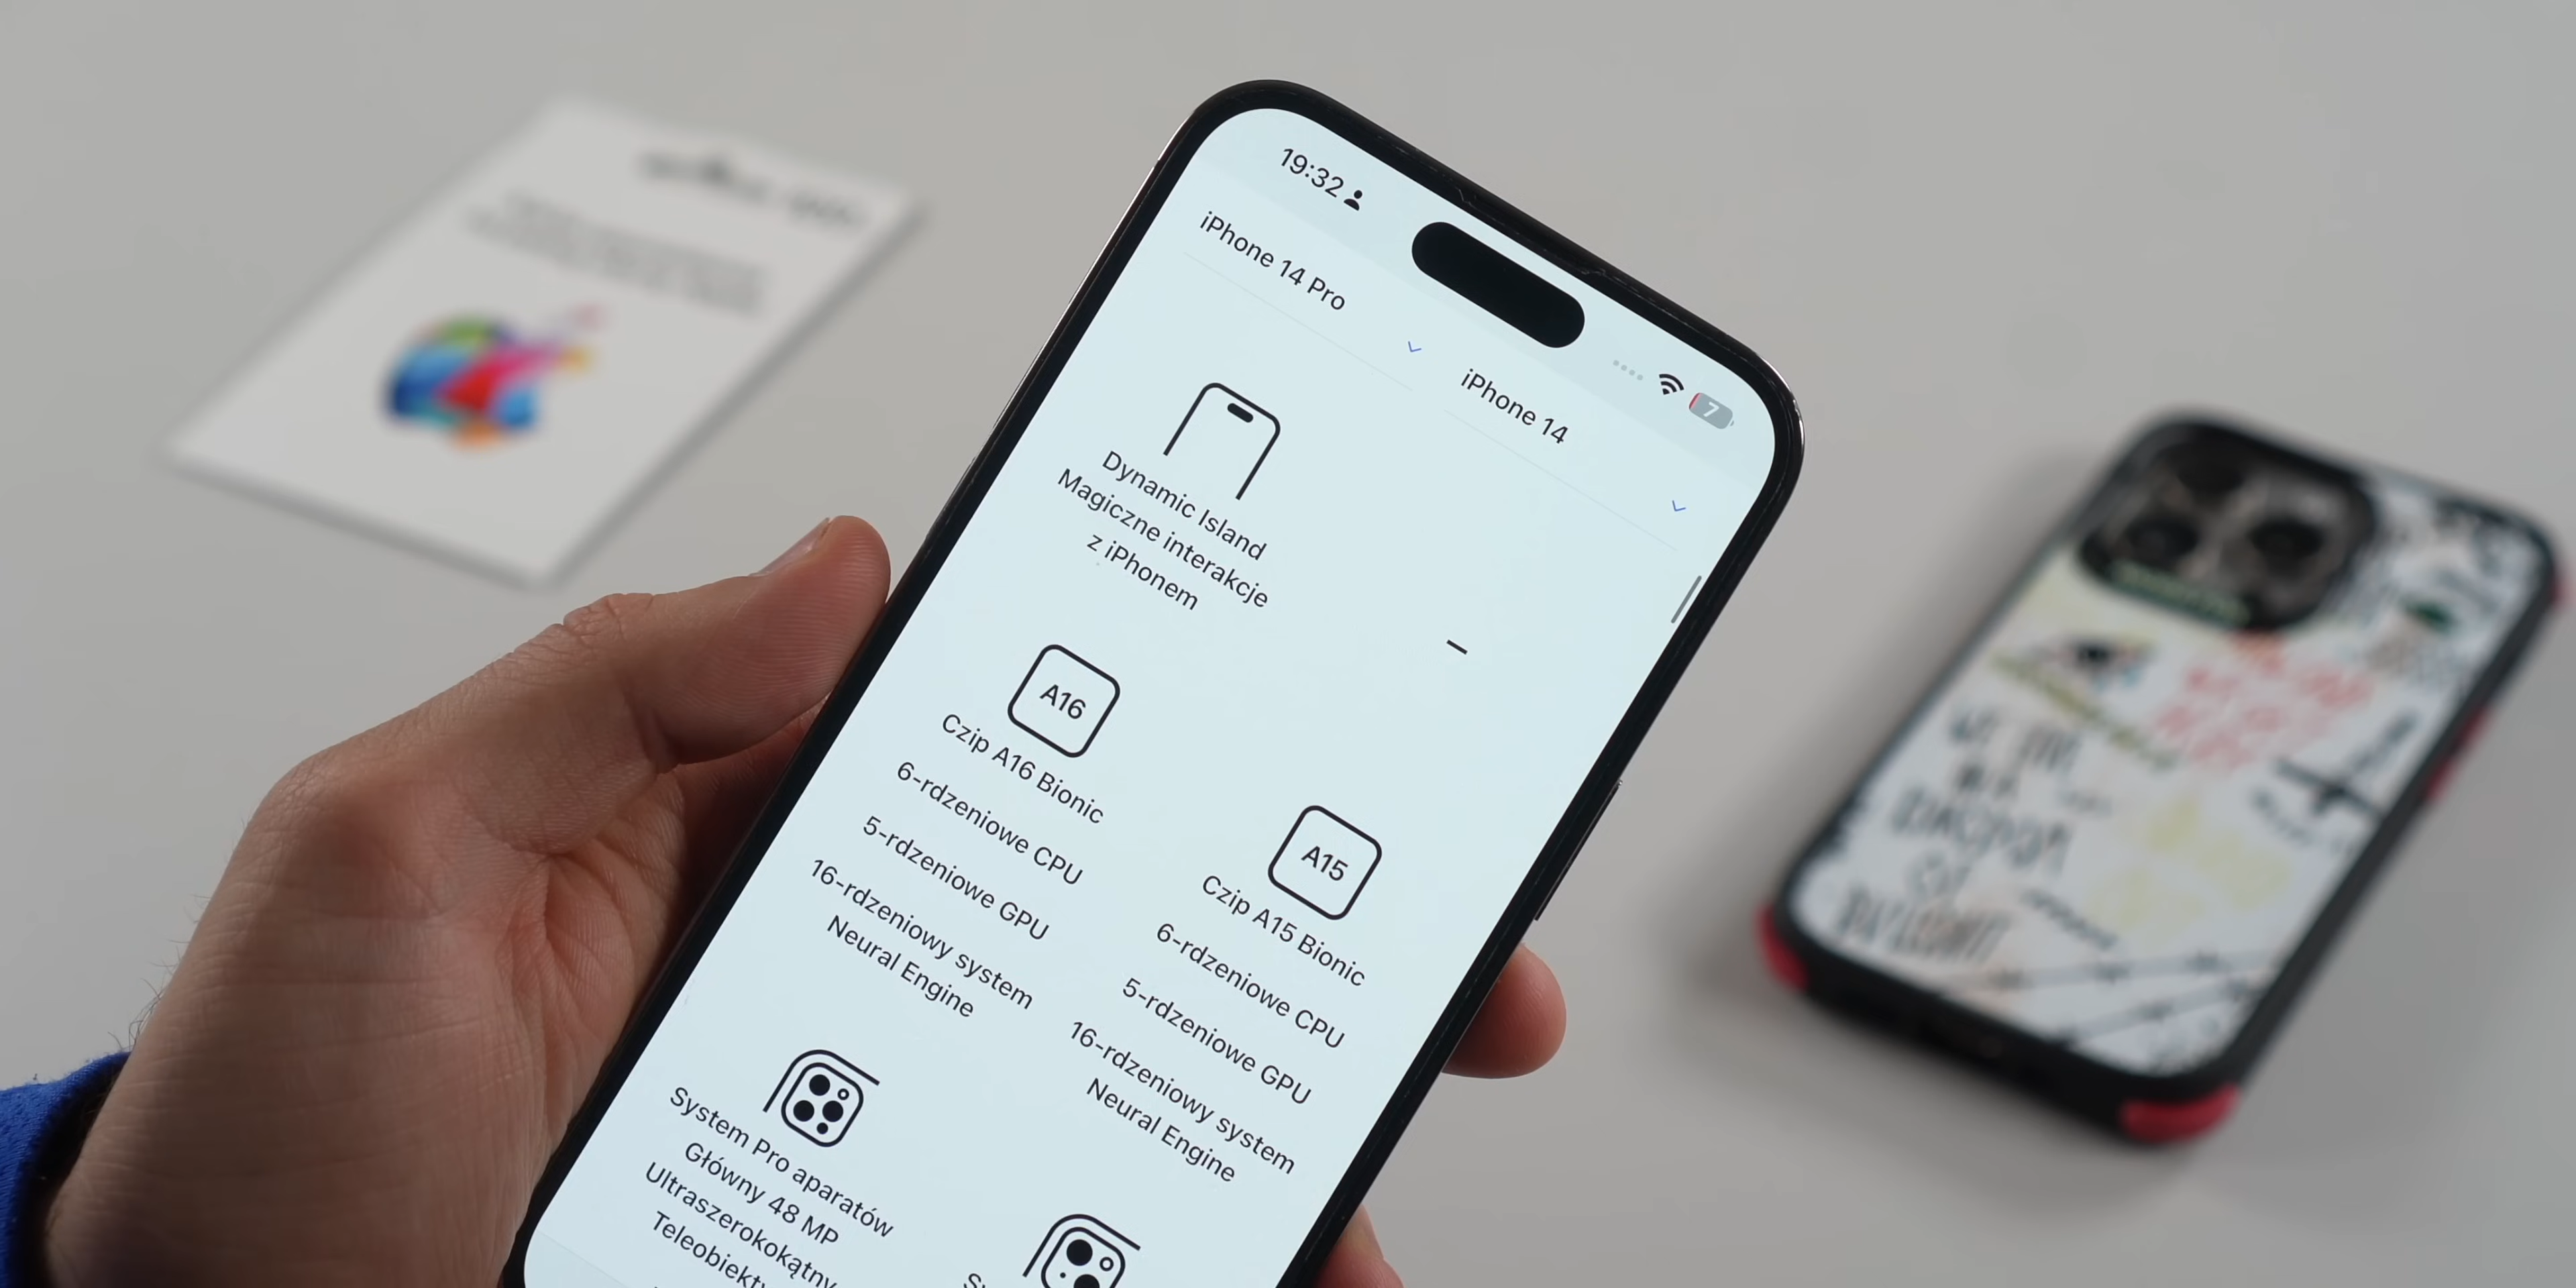 19:32
7
iPhone 14 Pro
iPhone 14
Dynamic Island
Magiczne interakcje
z iPhonem
–
A16
Czip A16 Bionic
6-rdzeniowe CPU
5-rdzeniowe GPU
16-rdzeniowy system
Neural Engine
A15
Czip A15 Bionic
6-rdzeniowe CPU
5-rdzeniowe GPU
16-rdzeniowy system
Neural Engine
System Pro aparatów
Główny 48 MP
Ultraszerokokątny